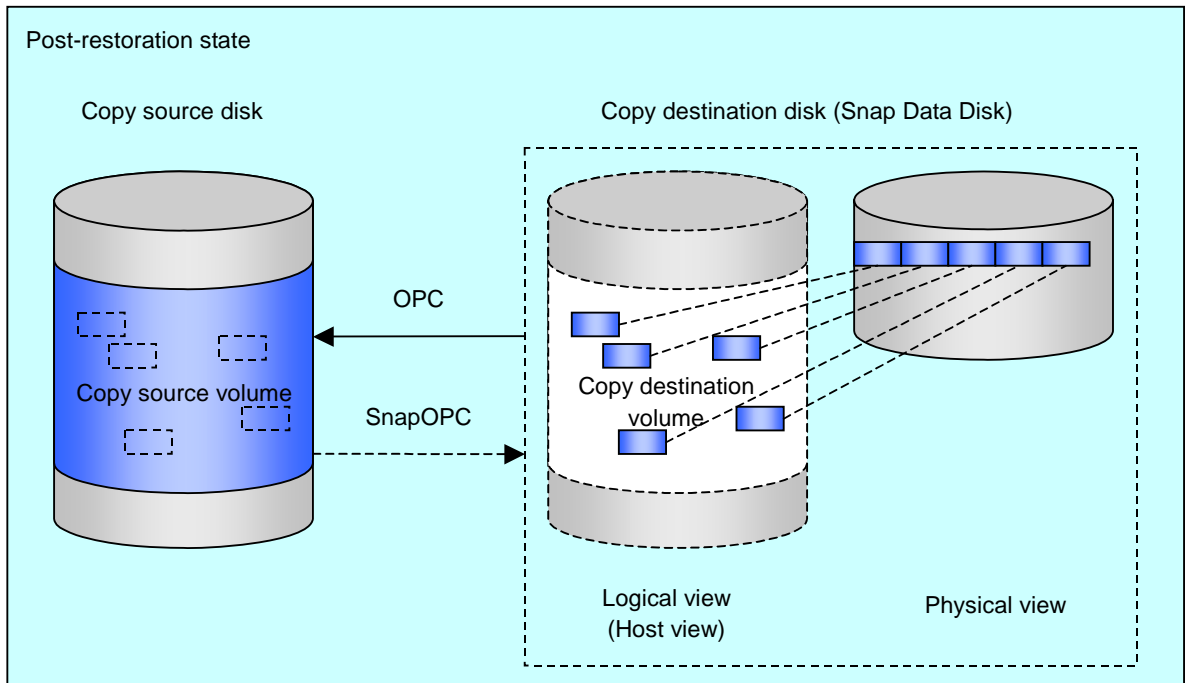 Post-restoration state
Copy source disk
Copy destination disk (Snap Data Disk)
OPC
Copy source volume
SnapOPC
Copy destination
volume
Logical view
(Host view)
Physical view